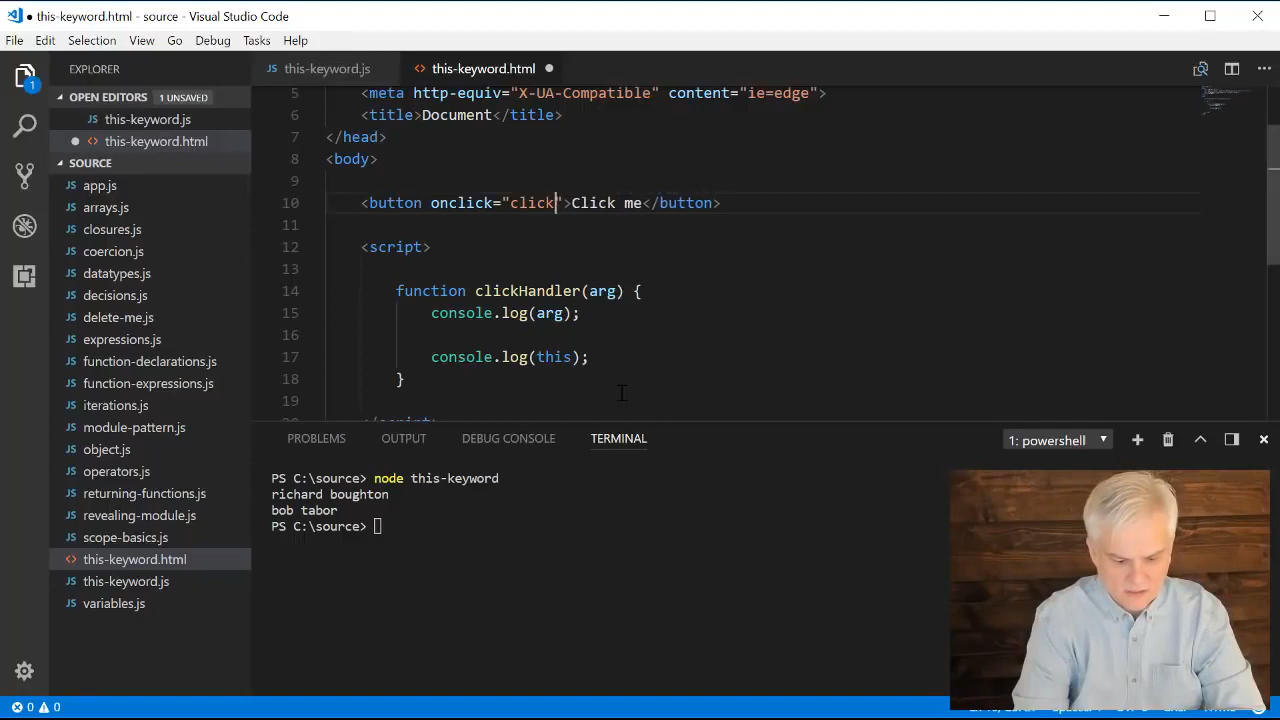 this-keyword.html - source - Visual Studio Code
File Edit Selection View Go Debug Tasks Help
EXPLORER
OPEN EDITORS 1 UNSAVED
this-keyword.js
this-keyword.html
SOURCE
app.js
arrays.js
closures.js
coercion.js
datatypes.js
decisions.js
delete-me.js
expressions.js
function-declarations.js
function-expressions.js
iterations.js
module-pattern.js
object.js
operators.js
returning-functions.js
revealing-module.js
scope-basics.js
this-keyword.html
this-keyword.js
variables.js
1
JS this-keyword.js <> this-keyword.html
5 <meta http-equiv="X-UA-Compatible" content="ie=edge">
6 <title>Document</title>
7 </head>
8 <body>
9
10 <button onclick="click">Click me</button>
11
12 <script>
13
14 function clickHandler(arg) {
15 console.log(arg);
16
17 console.log(this);
18 }
19
PROBLEMS OUTPUT DEBUG CONSOLE TERMINAL 1: powershell
PS C:\source> node this-keyword
richard boughton
bob tabor
PS C:\source>
0 0